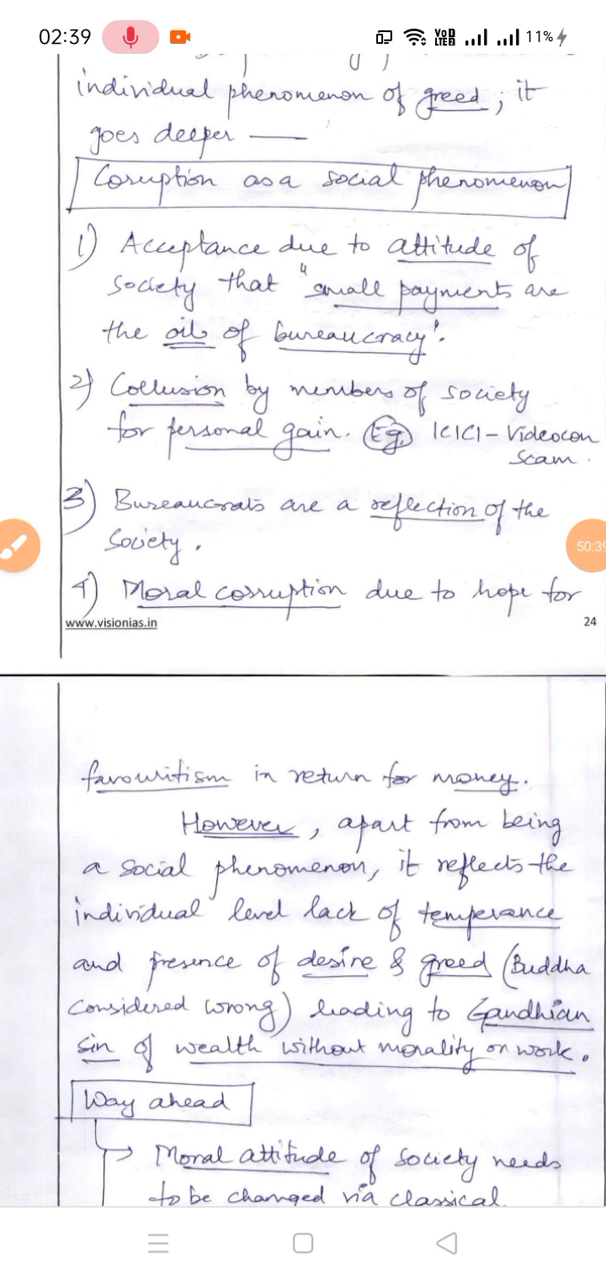 02:39
VoD LTE2
11%
individual phenomenon of greed ; it
goes deeper —
Corruption as a social phenomenon
1) Acceptance due to attitude of
society that "small payments are
the oils of bureaucracy".
2) Collusion by members of society
for personal gain. Eg ICICI - Videocon
Scam.
3) Bureaucrats are a reflection of the
society.
50:39
4) Moral corruption due to hope for
www.visionias.in 24
favouritism in return for money.
However, apart from being
a social phenomenon, it reflects the
individual level lack of temperance
and presence of desire & greed (Buddha
considered wrong) leading to Gandhian
sin of wealth without morality or work.
Way ahead
→ Moral attitude of society needs
to be changed via classical